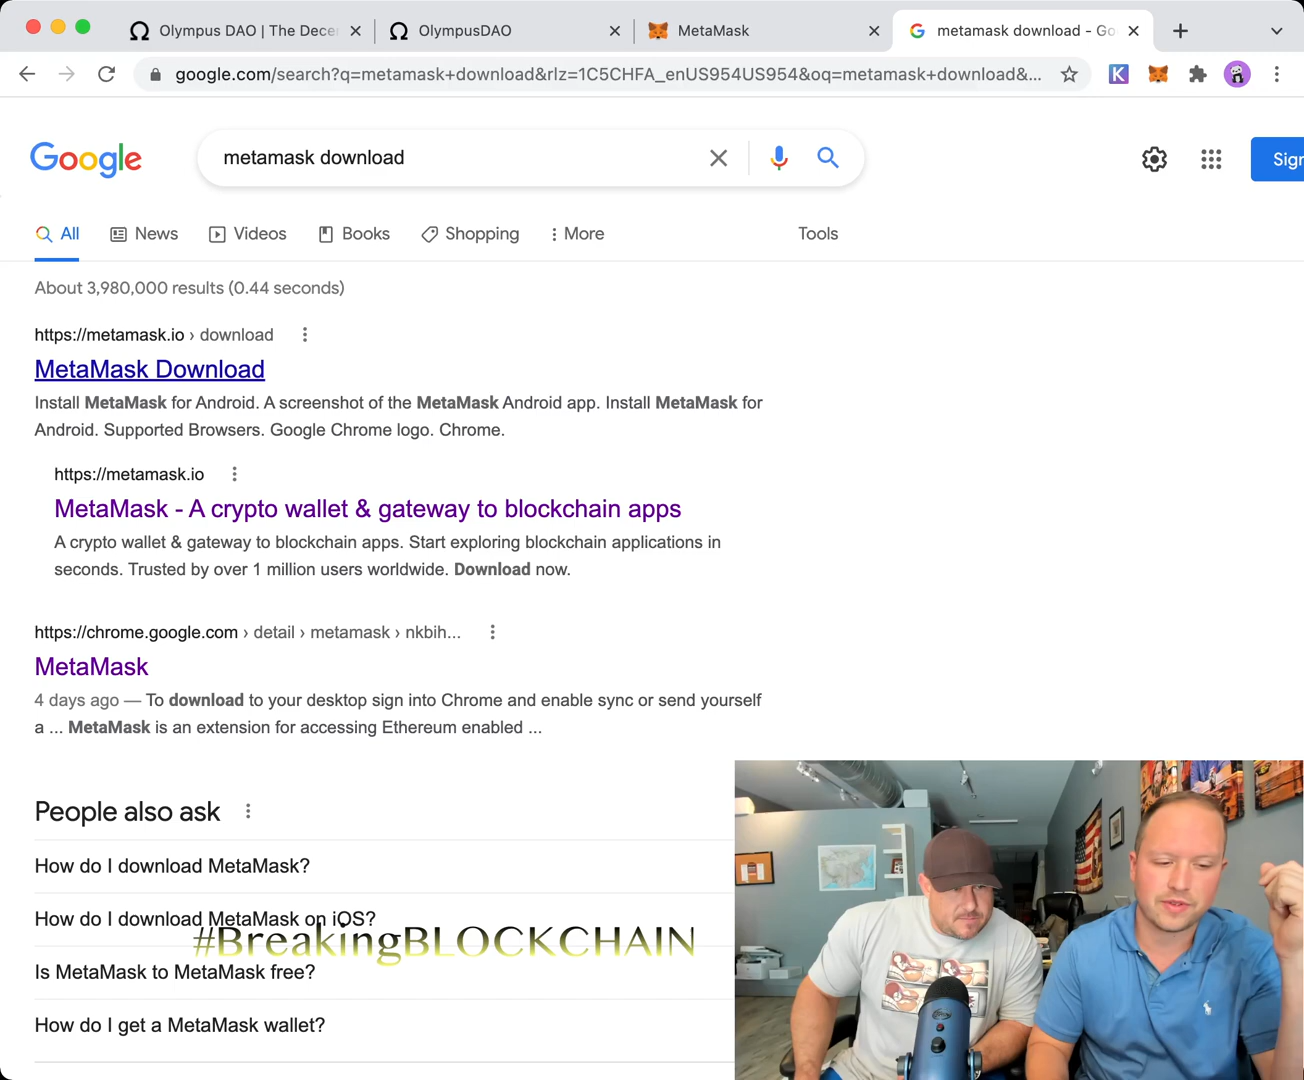 Olympus DAO | The Dece
OlympusDAO
MetaMask
metamask download - Go
google.com/search?q=metamask+download&rlz=1C5CHFA_enUS954US954&oq=metamask+download&...
Google
metamask download
Sign
All
News
Videos
Books
Shopping
More
Tools
About 3,980,000 results (0.44 seconds)
https://metamask.io › download
MetaMask Download
Install MetaMask for Android. A screenshot of the MetaMask Android app. Install MetaMask for
Android. Supported Browsers. Google Chrome logo. Chrome.
https://metamask.io
MetaMask - A crypto wallet & gateway to blockchain apps
A crypto wallet & gateway to blockchain apps. Start exploring blockchain applications in
seconds. Trusted by over 1 million users worldwide. Download now.
https://chrome.google.com › detail › metamask › nkbih...
MetaMask
4 days ago — To download to your desktop sign into Chrome and enable sync or send yourself
a ... MetaMask is an extension for accessing Ethereum enabled ...
People also ask
How do I download MetaMask?
How do I download MetaMask on iOS?
#BreakingBLOCKCHAIN
Is MetaMask to MetaMask free?
How do I get a MetaMask wallet?